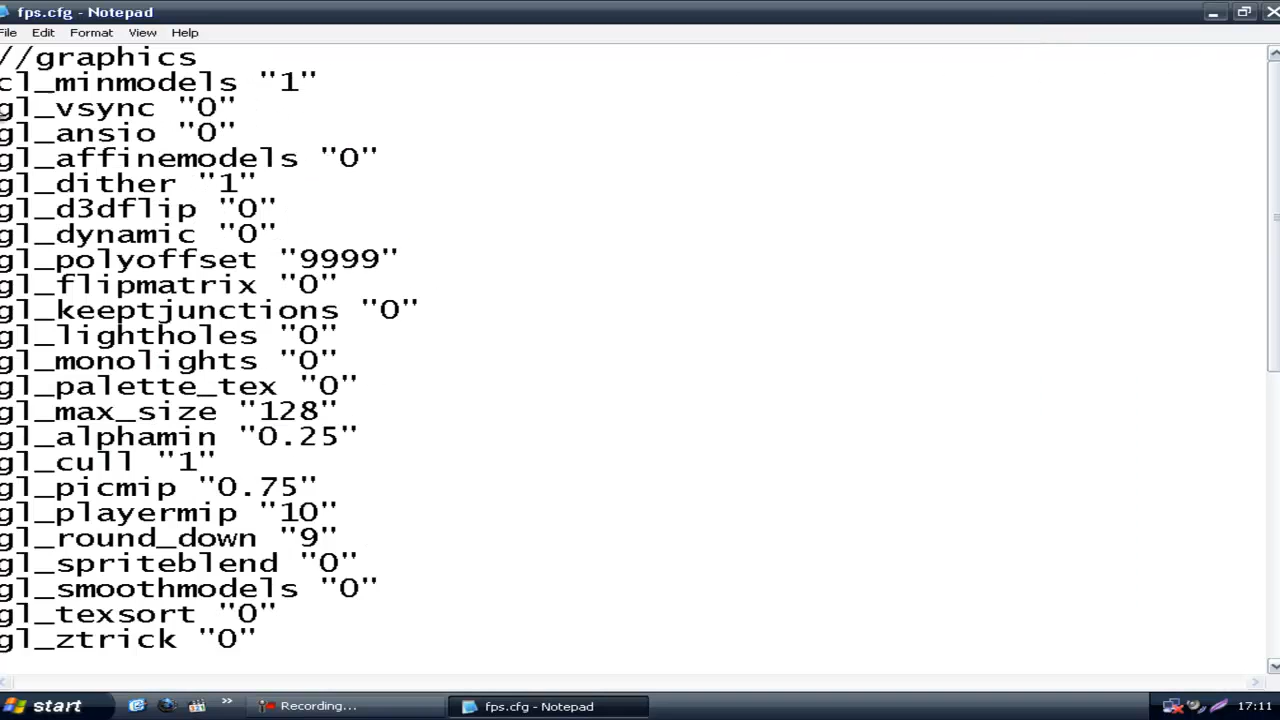 fps.cfg - Notepad
File Edit Format View Help
//graphics
cl_minmodels "1"
gl_vsync "0"
gl_ansio "0"
gl_affinemodels "0"
gl_dither "1"
gl_d3dflip "0"
gl_dynamic "0"
gl_polyoffset "9999"
gl_flipmatrix "0"
gl_keeptjunctions "0"
gl_lightholes "0"
gl_monolights "0"
gl_palette_tex "0"
gl_max_size "128"
gl_alphamin "0.25"
gl_cull "1"
gl_picmip "0.75"
gl_playermip "10"
gl_round_down "9"
gl_spriteblend "0"
gl_smoothmodels "0"
gl_texsort "0"
gl_ztrick "0"
start Recording... fps.cfg - Notepad 17:11